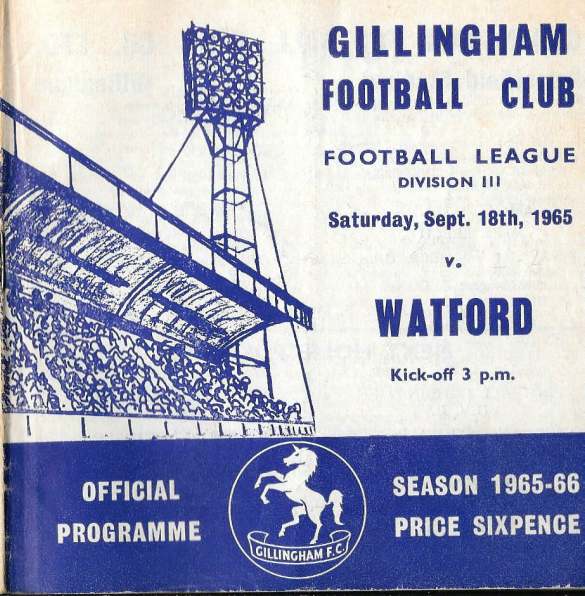 GILLINGHAM
FOOTBALL CLUB
FOOTBALL LEAGUE
DIVISION III
Saturday, Sept. 18th, 1965
v.
WATFORD
Kick-off 3 p.m.
OFFICIAL
PROGRAMME
GILLINGHAM F.C.
SEASON 1965-66
PRICE SIXPENCE